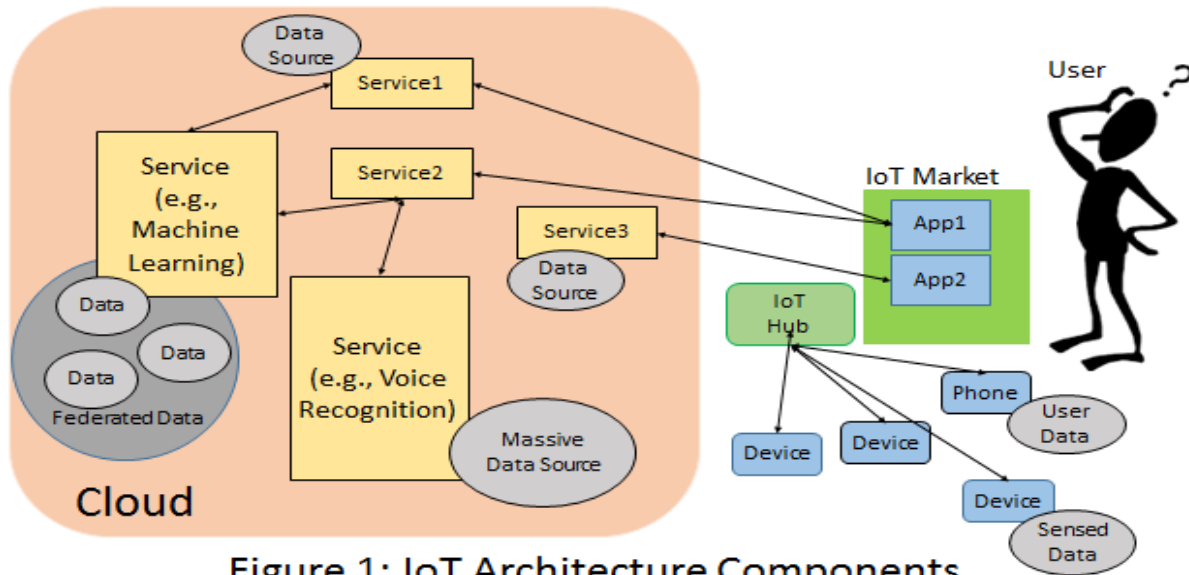 Data
Source
Service1
Service
(e.g.,
Machine
Learning)
Service2
Service3
Data
Source
Data
Data
Data
Federated Data
Service
(e.g., Voice
Recognition)
Massive
Data Source
Cloud
User
?
IoT Market
App1
App2
IoT
Hub
Phone
User
Data
Device
Device
Device
Sensed
Data
Figure 1: IoT Architecture Components